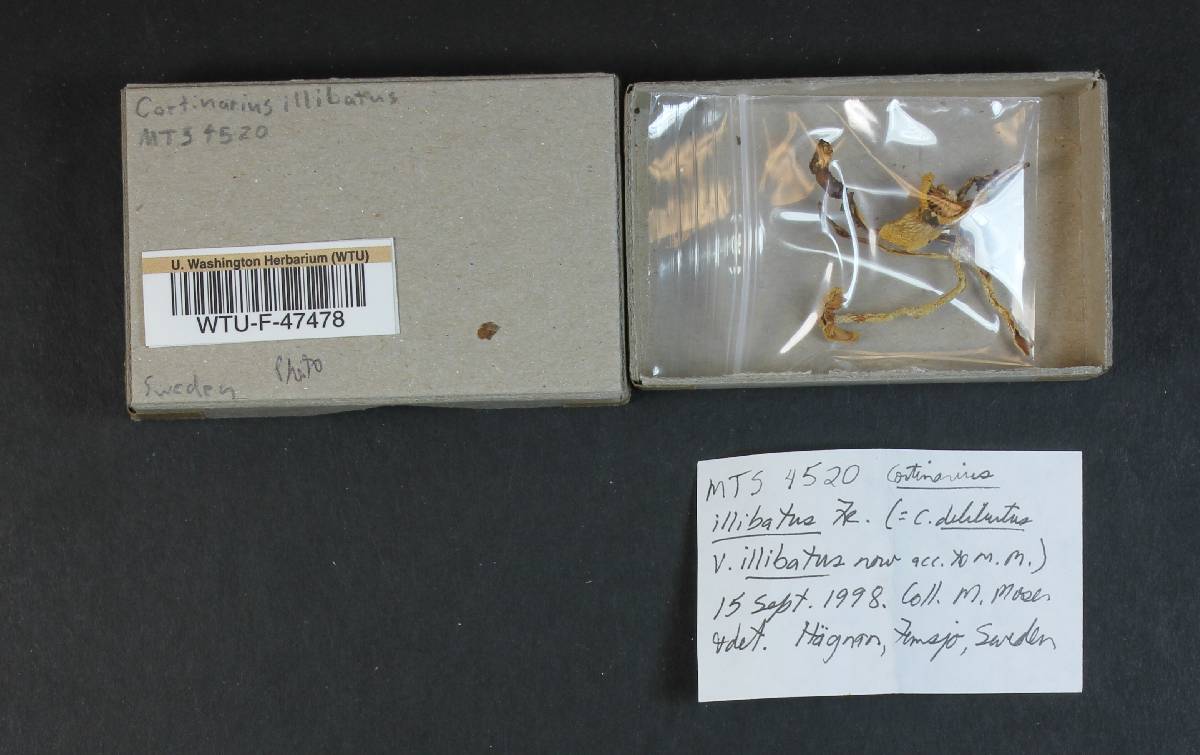 Cortinarius illibatus
MTS 4520
U. Washington Herbarium (WTU)
WTU-F-47478
Photo
Sweden
MTS 4520 Cortinarius
illibatus Fr. (= C. delibutus
v. illibatus now acc. to M. M.)
15 Sept. 1998. Coll. M. Moser
& det. Hägnan, Femsjo, Sweden